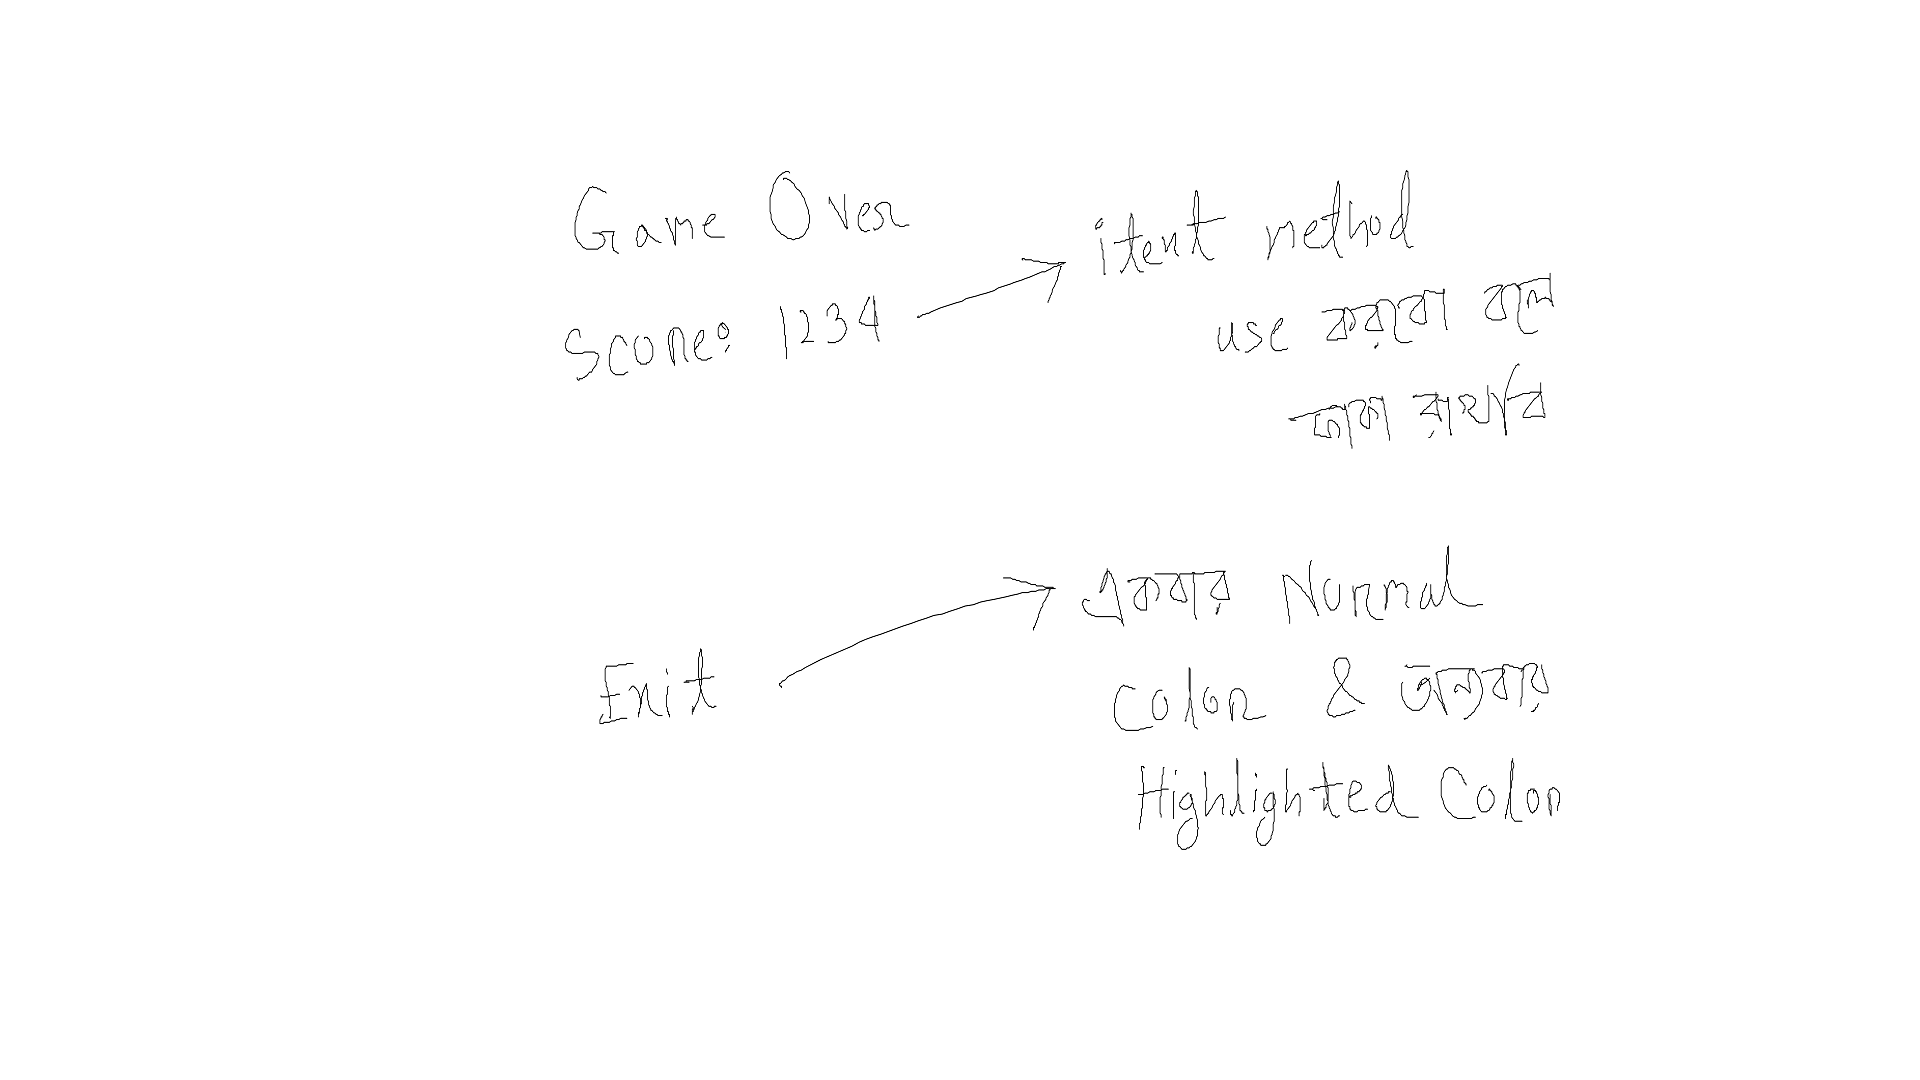 Game Over
Score: 1234
itent method
use করবো বলে
ফাকা রাখবি
Exit
একবার Normal
Color & অন্যবার
Highlighted Color